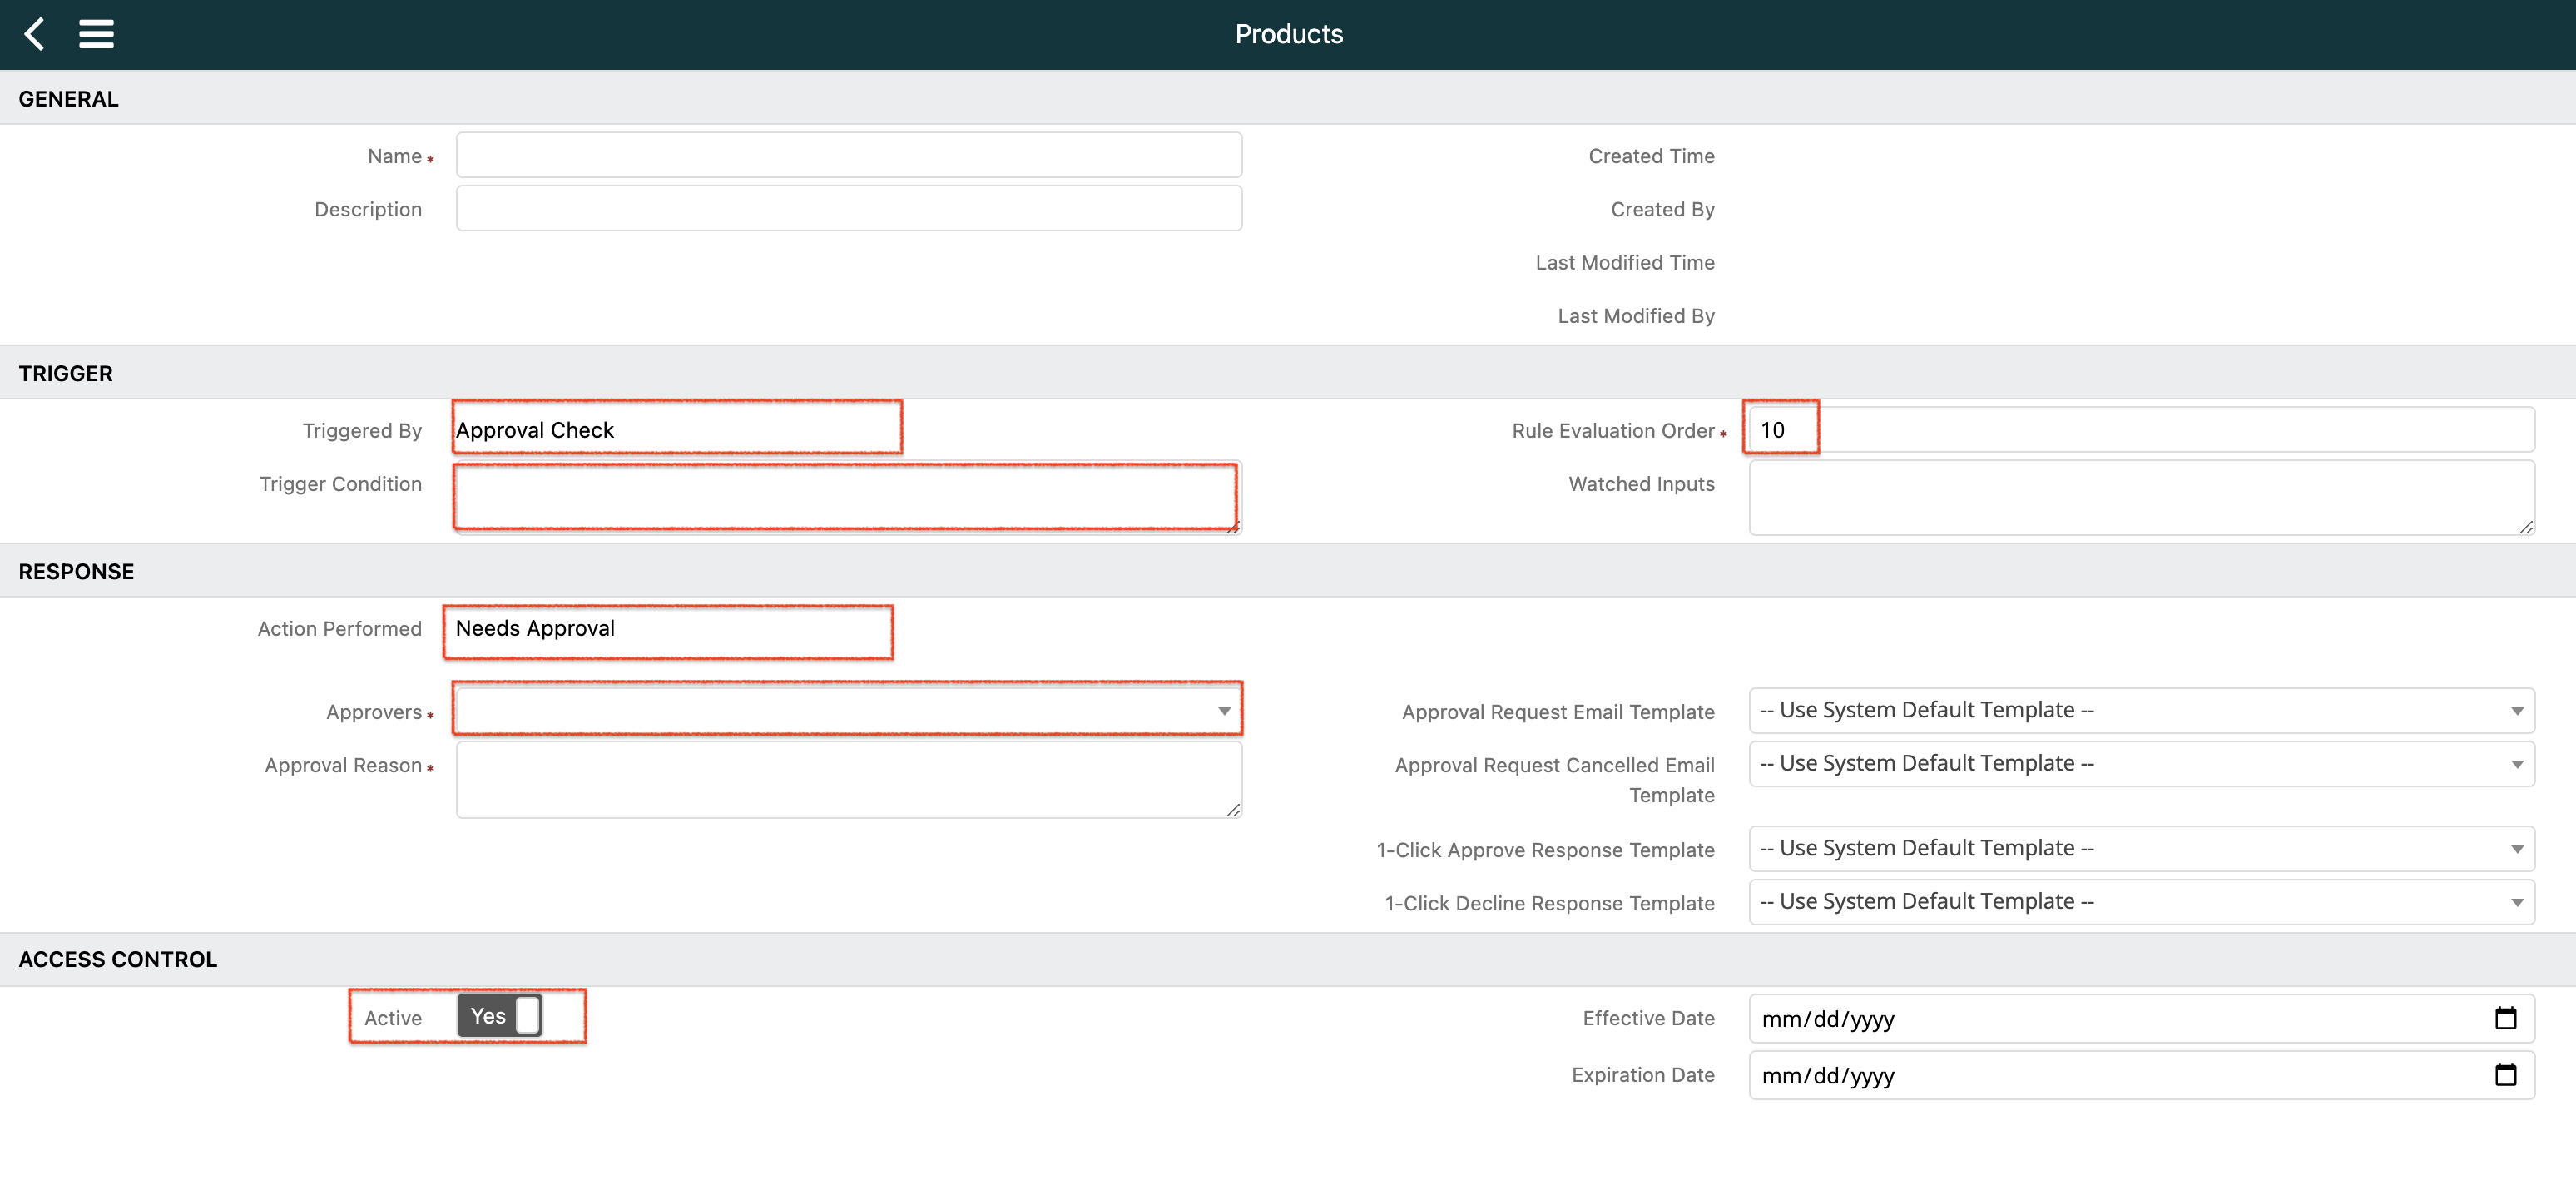 Products
GENERAL
Name *
Created Time
Description
Created By
Last Modified Time
Last Modified By
TRIGGER
Triggered By Approval Check
Rule Evaluation Order * 10
Trigger Condition
Watched Inputs
RESPONSE
Action Performed Needs Approval
Approvers *
Approval Request Email Template -- Use System Default Template --
Approval Reason *
Approval Request Cancelled Email -- Use System Default Template --
Template
1-Click Approve Response Template -- Use System Default Template --
1-Click Decline Response Template -- Use System Default Template --
ACCESS CONTROL
Active Yes
Effective Date mm/dd/yyyy
Expiration Date mm/dd/yyyy